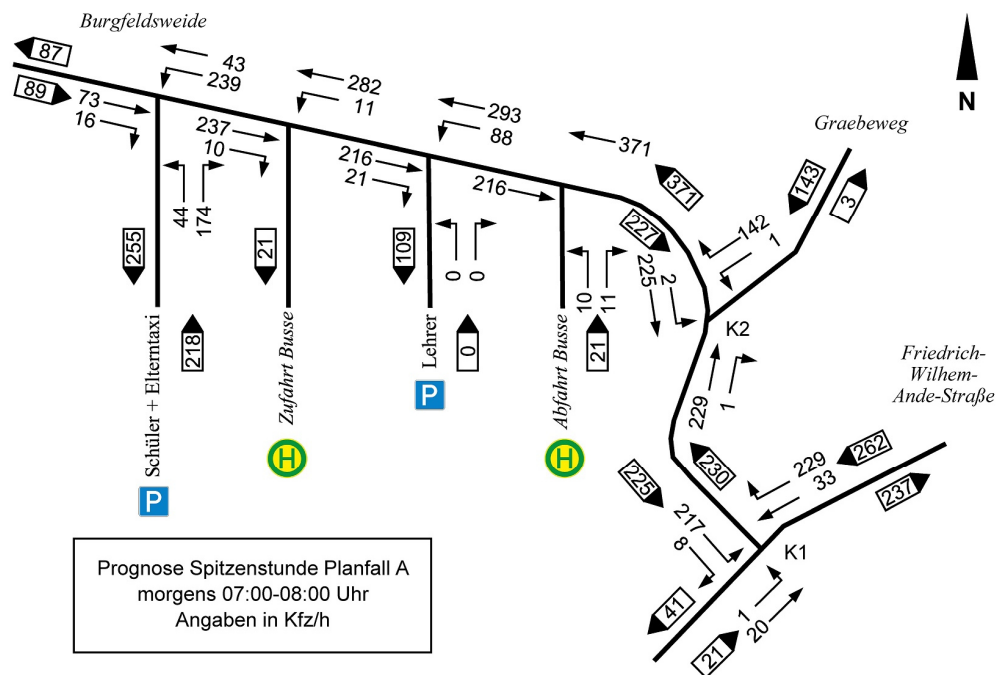 Burgfeldsweide
87
89
43
239
73
16
282
11
237
10
293
88
216
21
371
216
371
227
Graebeweg
143
3
142
1
N
44
174
255
218
21
109
0
0
0
10
11
21
225
2
K2
Schüler + Elterntaxi
Zufahrt Busse
Lehrer
Abfahrt Busse
P
H
P
H
229
1
Friedrich-
Wilhem-
Ande-Straße
230
229
33
262
237
225
217
8
K1
41
21
1
20
Prognose Spitzenstunde Planfall A
morgens 07:00-08:00 Uhr
Angaben in Kfz/h